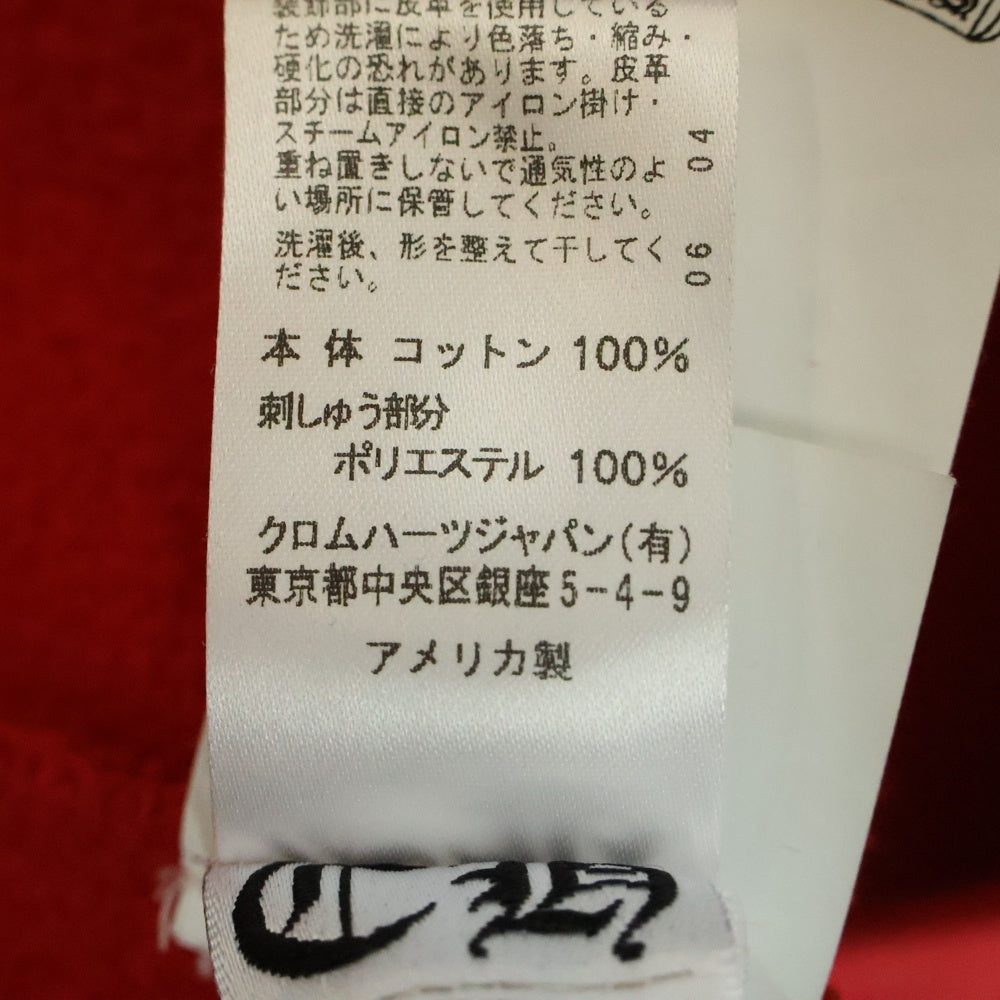 装飾部に皮革を使用している
ため洗濯により色落ち・縮み・
硬化の恐れがあります。皮革
部分は直接のアイロン掛け・
スチームアイロン禁止。
重ね置きしないで通気性のよ
い場所に保管してください。
洗濯後、形を整えて干してく
ださい。
04
06
本 体 コットン 100%
刺しゅう部分
ポリエステル 100%
クロムハーツジャパン(有)
東京都中央区銀座5-4-9
アメリカ製